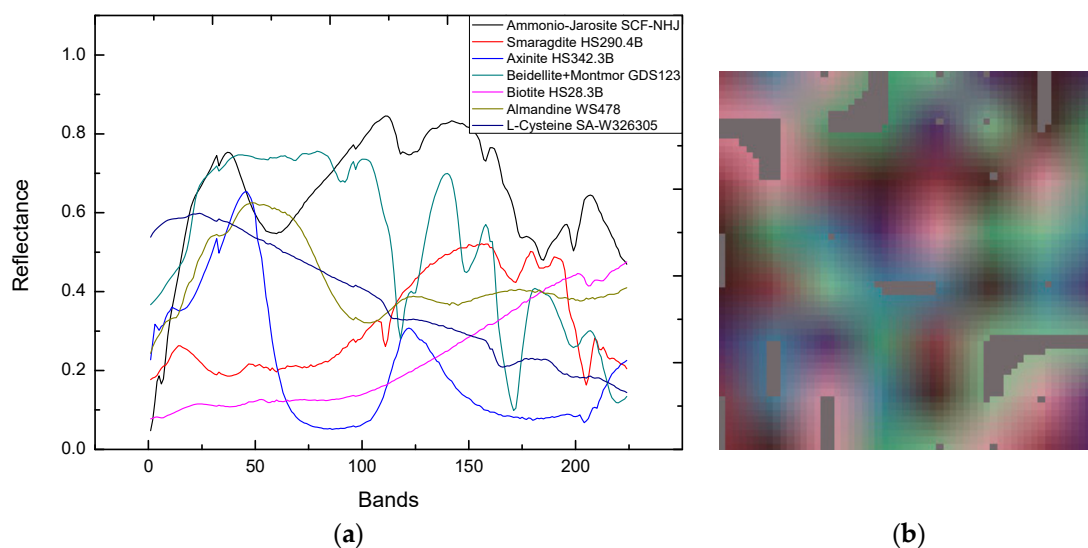 Ammonio-Jarosite SCF-NHJ
Smaragdite HS290.4B
Axinite HS342.3B
Beidellite+Montmor GDS123
Biotite HS28.3B
Almandine WS478
L-Cysteine SA-W326305
1.0
0.8
0.6
0.4
0.2
0.0
Reflectance
0 50 100 150 200
Bands
(a) (b)